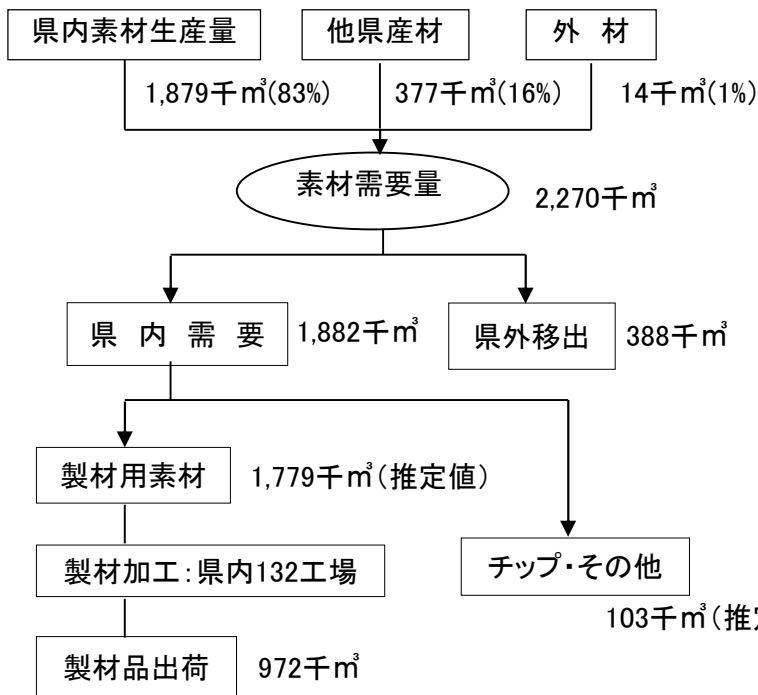 県内素材生産量 他県産材 外 材
1,879千㎥(83%) 377千㎥(16%) 14千㎥(1%)
素材需要量
2,270千㎥
県 内 需 要 1,882千㎥ 県外移出 388千㎥
製材用素材 1,779千㎥(推定値)
製材加工:県内132工場 チップ・その他
103千㎥(推
製材品出荷 972千㎥